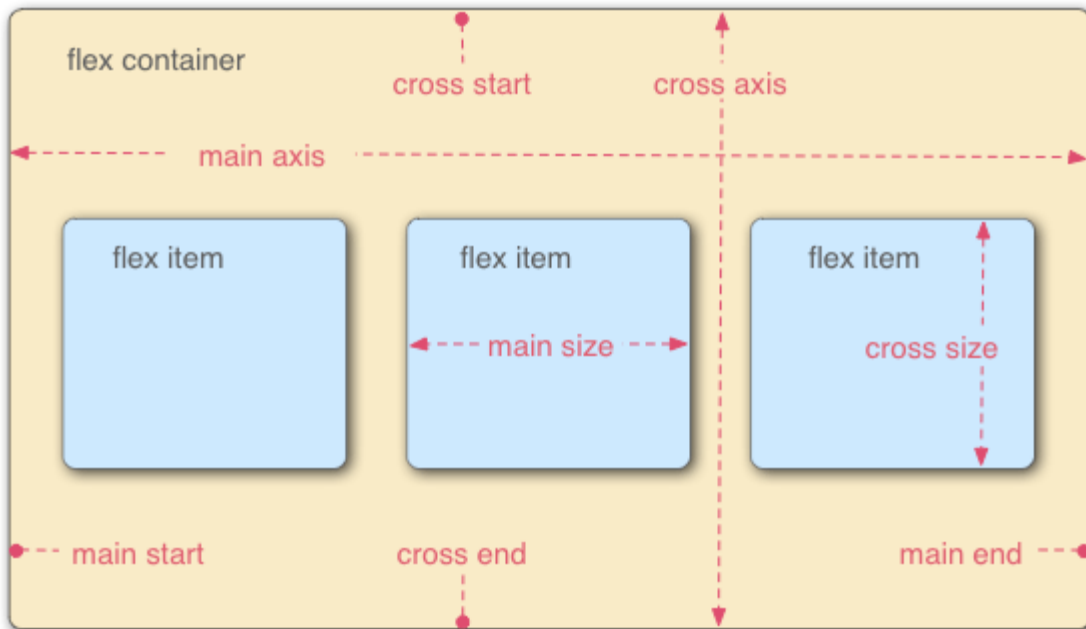 flex container
cross start
cross axis
main axis
flex item
flex item
flex item
main size
cross size
main start
cross end
main end